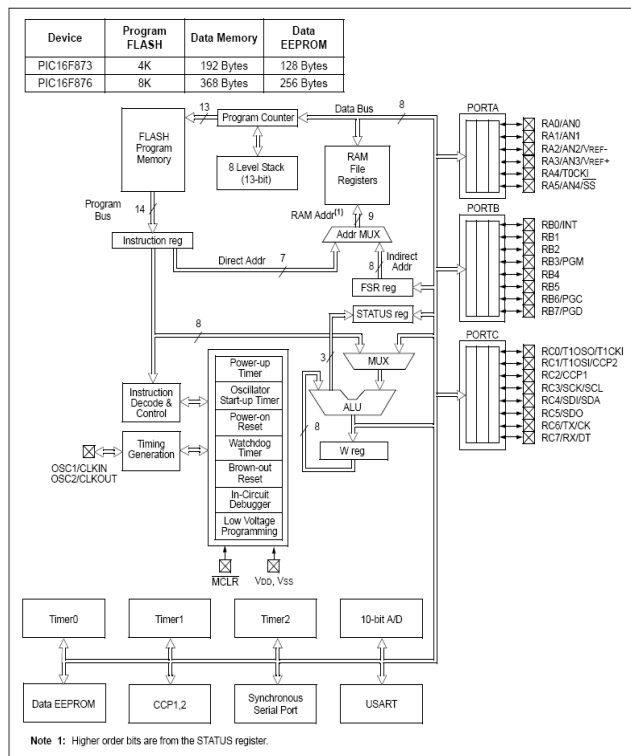 Device Program FLASH Data Memory Data EEPROM
PIC16F873 4K 192 Bytes 128 Bytes
PIC16F876 8K 368 Bytes 256 Bytes
FLASH
Program
Memory
13
Program Counter
8 Level Stack
(13-bit)
Data Bus
8
RAM
File
Registers
RAM Addr(1)
9
Program
Bus
14
Instruction reg
Direct Addr
7
Addr MUX
8
Indirect
Addr
FSR reg
STATUS reg
8
3
MUX
ALU
8
W reg
Instruction
Decode &
Control
Timing
Generation
OSC1/CLKIN
OSC2/CLKOUT
Power-up
Timer
Oscillator
Start-up Timer
Power-on
Reset
Watchdog
Timer
Brown-out
Reset
In-Circuit
Debugger
Low Voltage
Programming
MCLR
VDD, VSS
PORTA
RA0/AN0
RA1/AN1
RA2/AN2/VREF-
RA3/AN3/VREF+
RA4/T0CKI
RA5/AN4/SS
PORTB
RB0/INT
RB1
RB2
RB3/PGM
RB4
RB5
RB6/PGC
RB7/PGD
PORTC
RC0/T1OSO/T1CKI
RC1/T1OSI/CCP2
RC2/CCP1
RC3/SCK/SCL
RC4/SDI/SDA
RC5/SDO
RC6/TX/CK
RC7/RX/DT
Timer0
Timer1
Timer2
10-bit A/D
Data EEPROM
CCP1,2
Synchronous
Serial Port
USART
Note 1: Higher order bits are from the STATUS register.